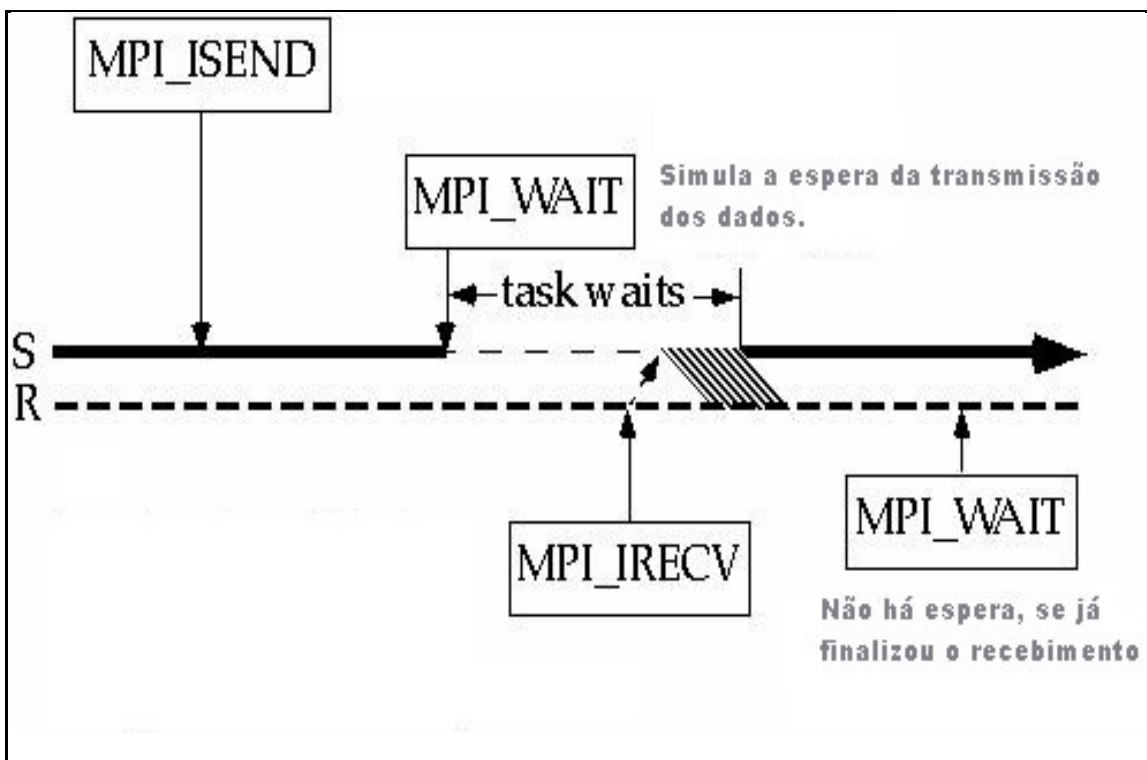 MPI_ISEND
MPI_WAIT
Simula a espera da transmissão
dos dados.
task waits
S
R
MPI_IRECV
MPI_WAIT
Não há espera, se já
finalizou o recebimento